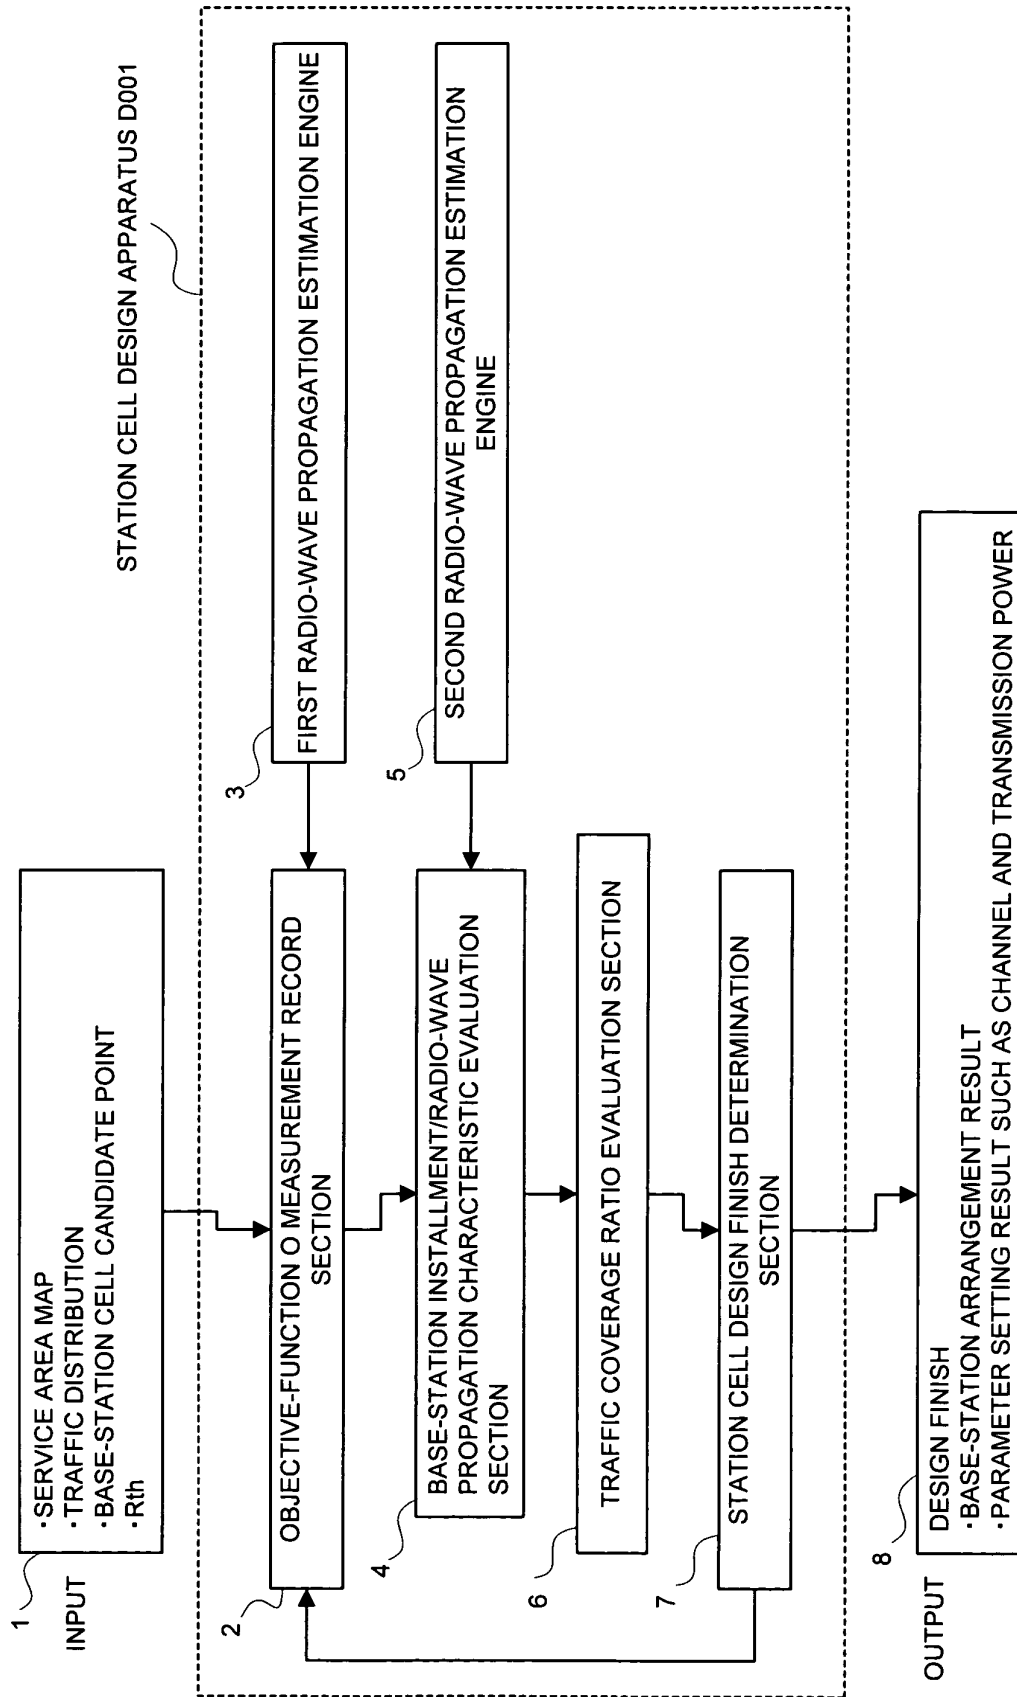 STATION CELL DESIGN APPARATUS D001
1
INPUT
・SERVICE AREA MAP
・TRAFFIC DISTRIBUTION
・BASE-STATION CELL CANDIDATE POINT
・Rth
2
OBJECTIVE-FUNCTION O MEASUREMENT RECORD
SECTION
3
FIRST RADIO-WAVE PROPAGATION ESTIMATION ENGINE
4
BASE-STATION INSTALLMENT/RADIO-WAVE
PROPAGATION CHARACTERISTIC EVALUATION
SECTION
5
SECOND RADIO-WAVE PROPAGATION ESTIMATION
ENGINE
6
TRAFFIC COVERAGE RATIO EVALUATION SECTION
7
STATION CELL DESIGN FINISH DETERMINATION
SECTION
8
OUTPUT
DESIGN FINISH
・BASE-STATION ARRANGEMENT RESULT
・PARAMETER SETTING RESULT SUCH AS CHANNEL AND TRANSMISSION POWER